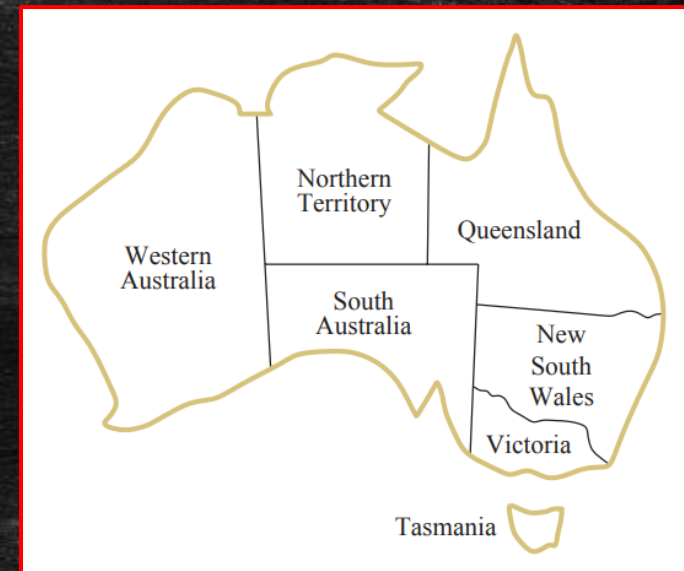 Northern
Territory
Queensland
Western
Australia
South
Australia
New
South
Wales
Victoria
Tasmania